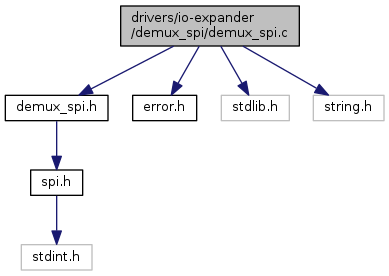 drivers/io-expander
/demux_spi/demux_spi.c
demux_spi.h
error.h
stdlib.h
string.h
spi.h
stdint.h